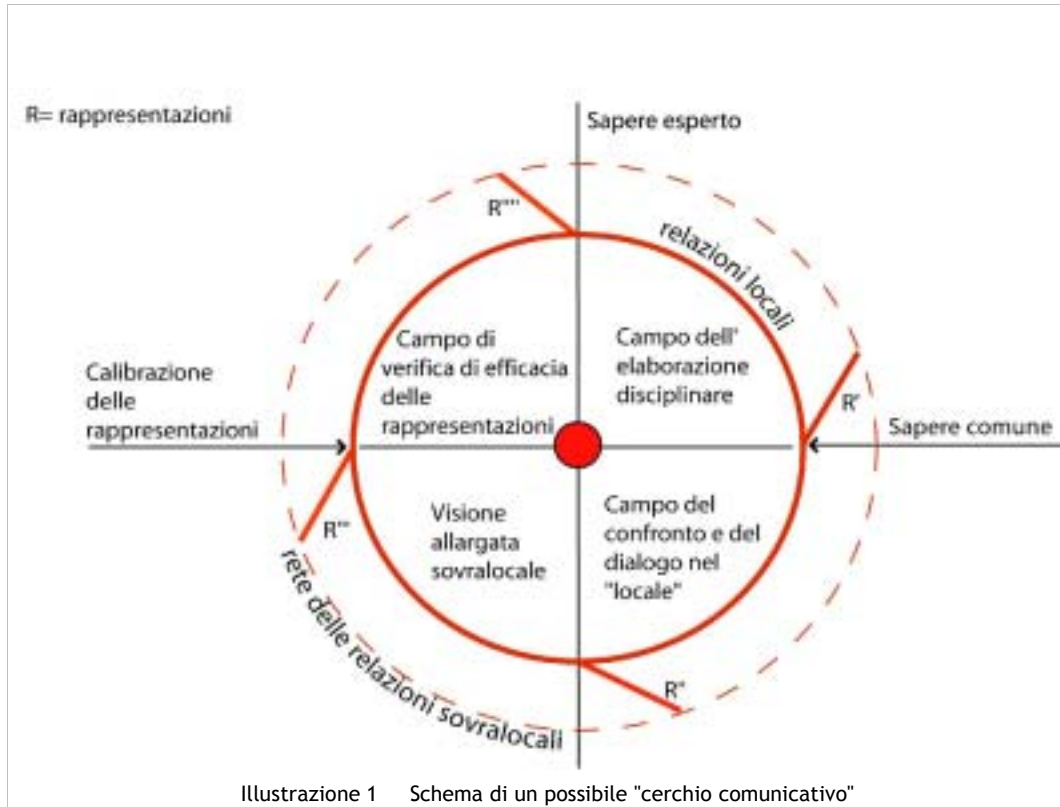 R= rappresentazioni
Sapere esperto
R''''
relazioni locali
Campo di
verifica di efficacia
delle
rappresentazioni
Campo dell'
elaborazione
disciplinare
Calibrazione
delle
rappresentazioni
R'
Sapere comune
R'''
Visione
allargata
sovralocale
Campo del
confronto e del
dialogo nel
"locale"
rete delle relazioni sovralocali
R''
Illustrazione 1 Schema di un possibile "cerchio comunicativo"